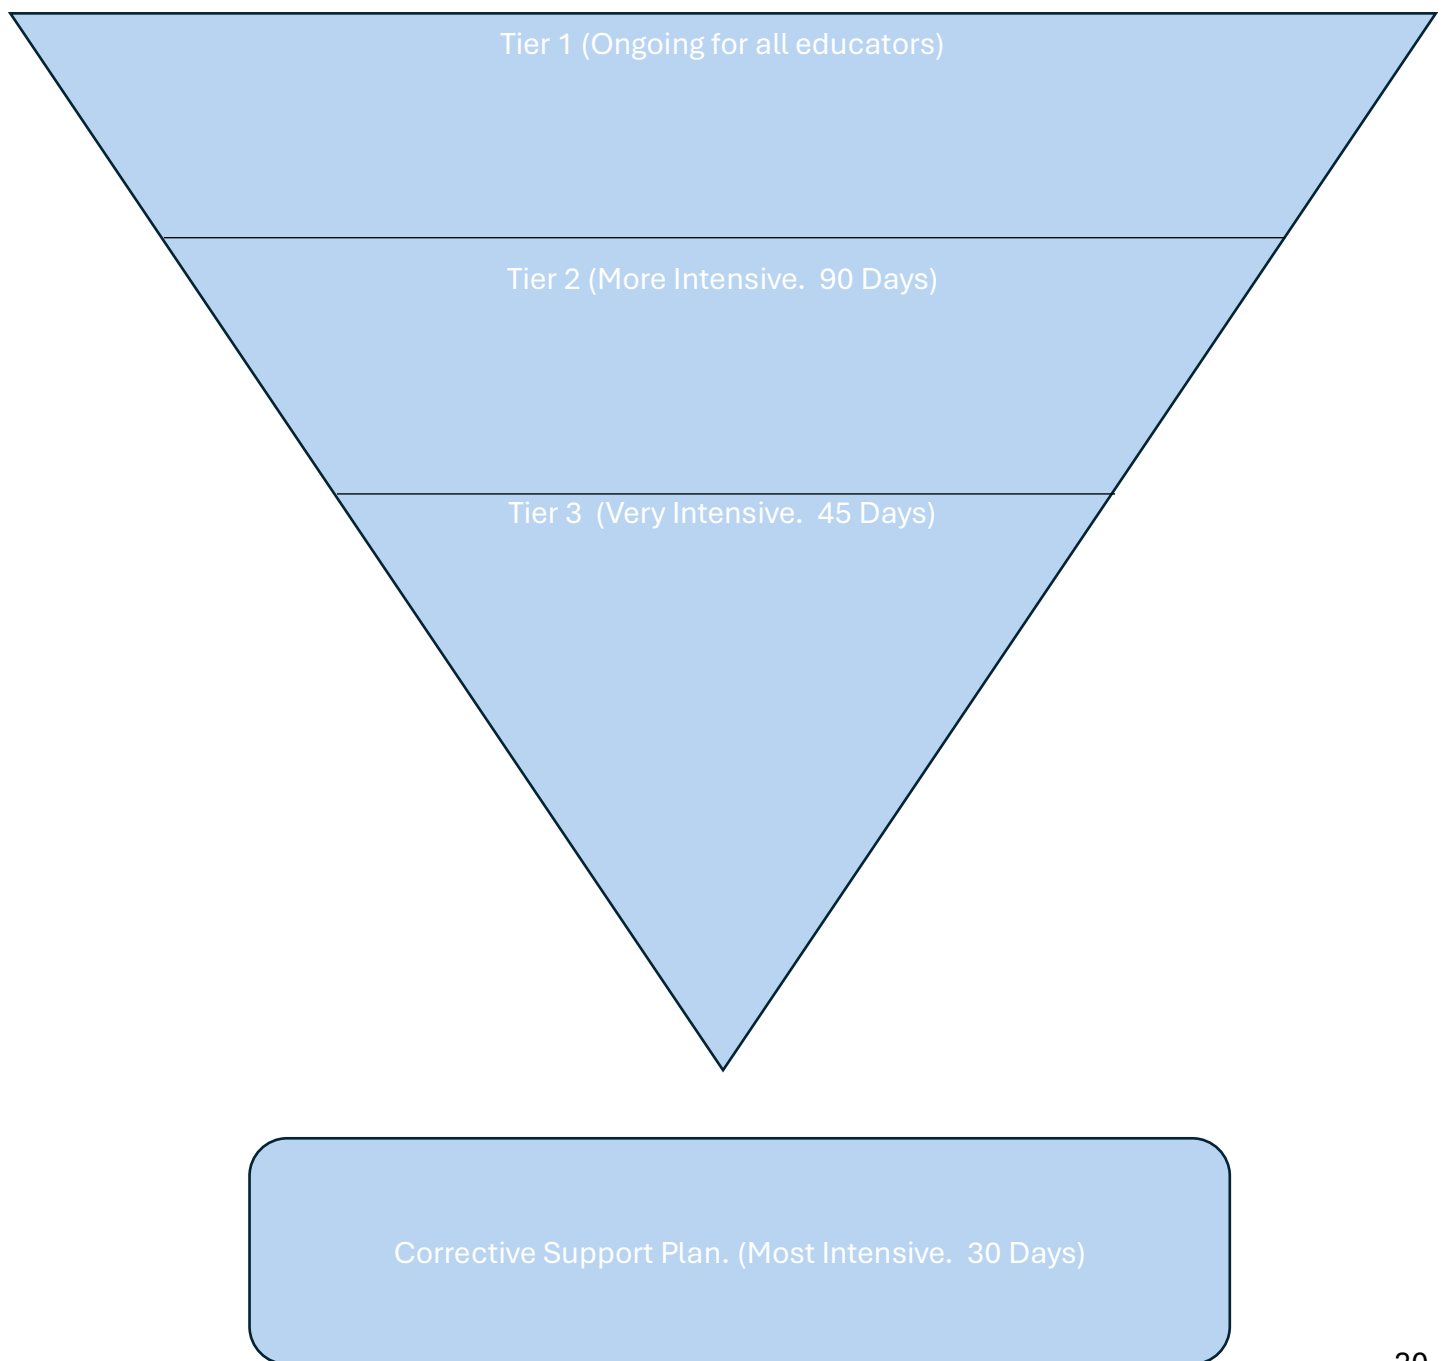 Tier 1 (Ongoing for all educators)
Tier 2 (More Intensive.  90 Days)
Tier 3  (Very Intensive.  45 Days)
Corrective Support Plan. (Most Intensive.  30 Days)